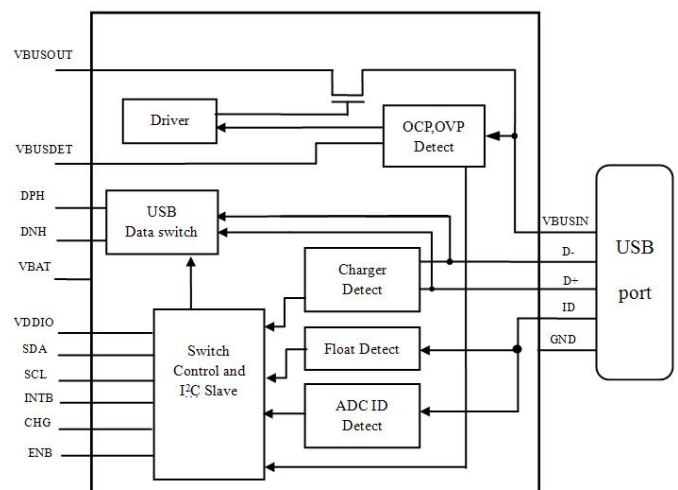 VBUSOUT
Driver
OCP,OVP
Detect
VBUSDET
DPH
DNH
USB
Data switch
VBAT
Charger
Detect
VBUSIN
D-
D+
ID
GND
USB
port
VDDIO
SDA
SCL
INTB
CHG
ENB
Switch
Control and
I²C Slave
Float Detect
ADC ID
Detect